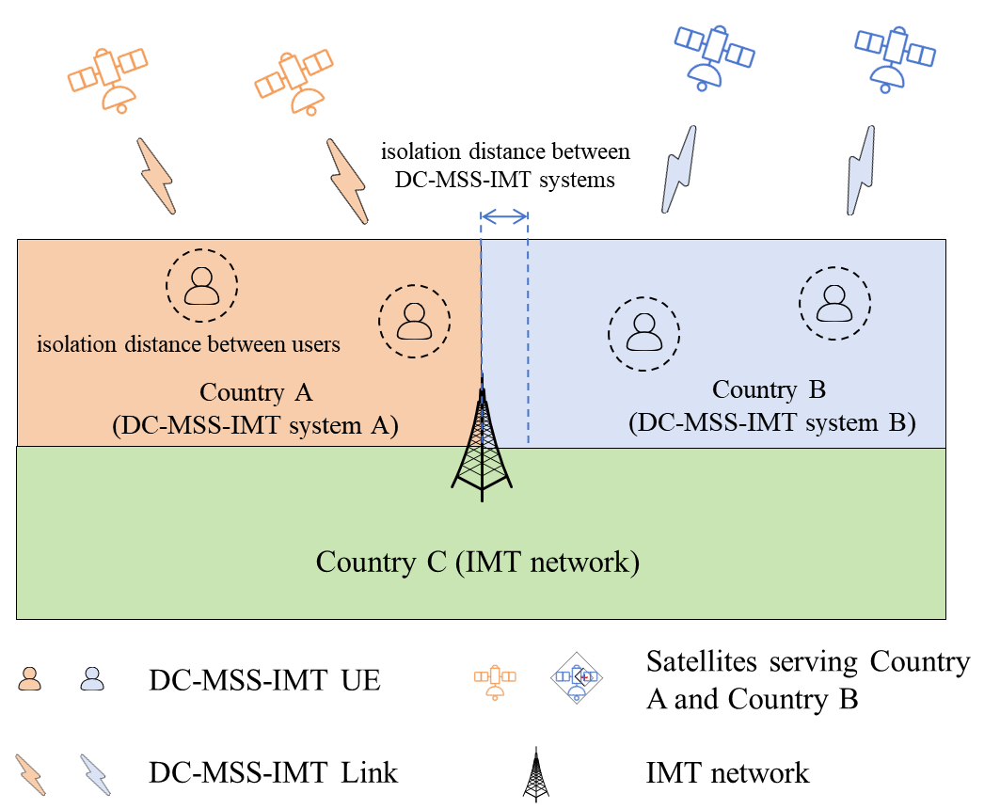 isolation distance between
DC-MSS-IMT systems
isolation distance between users
Country A
(DC-MSS-IMT system A)
Country B
(DC-MSS-IMT system B)
Country C (IMT network)
DC-MSS-IMT UE
Satellites serving Country
A and Country B
DC-MSS-IMT Link
IMT network